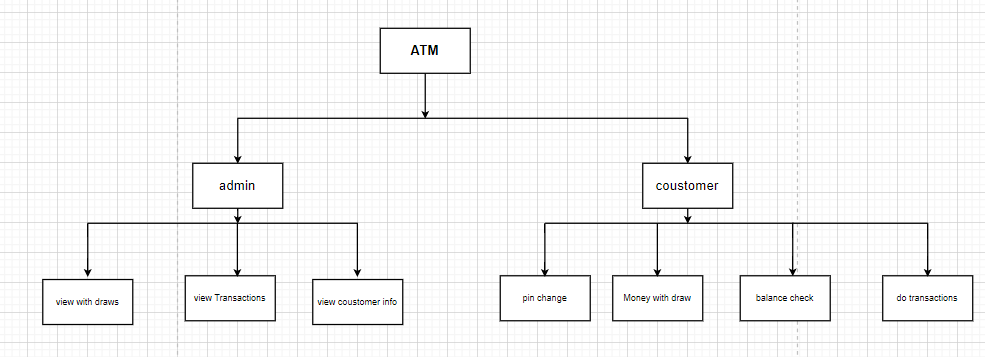 ATM
admin
coustomer
view with draws
view Transactions
view coustomer info
pin change
Money with draw
balance check
do transactions